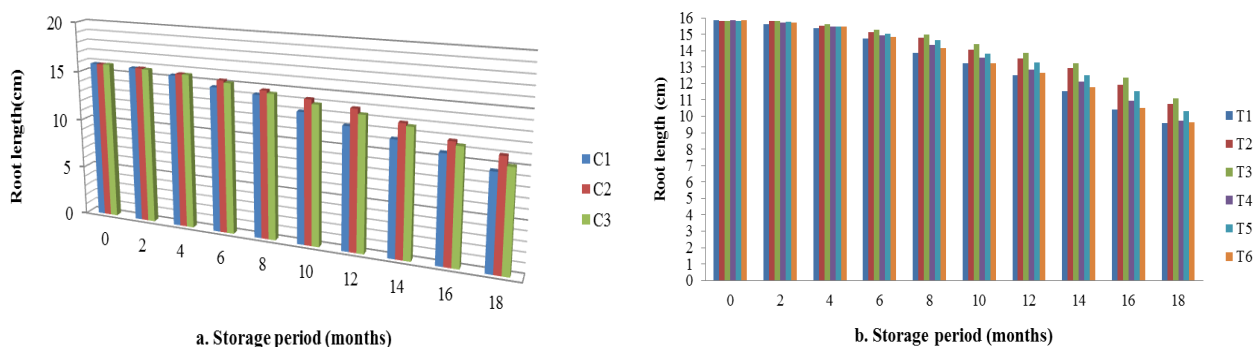 20
15
10
5
0
Root length(cm)
0 2 4 6 8 10 12 14 16 18
C1
C2
C3
a. Storage period (months)
16
15
14
13
12
11
10
9
8
7
6
5
4
3
2
1
0
Root length (cm)
0 2 4 6 8 10 12 14 16 18
T1
T2
T3
T4
T5
T6
b. Storage period (months)